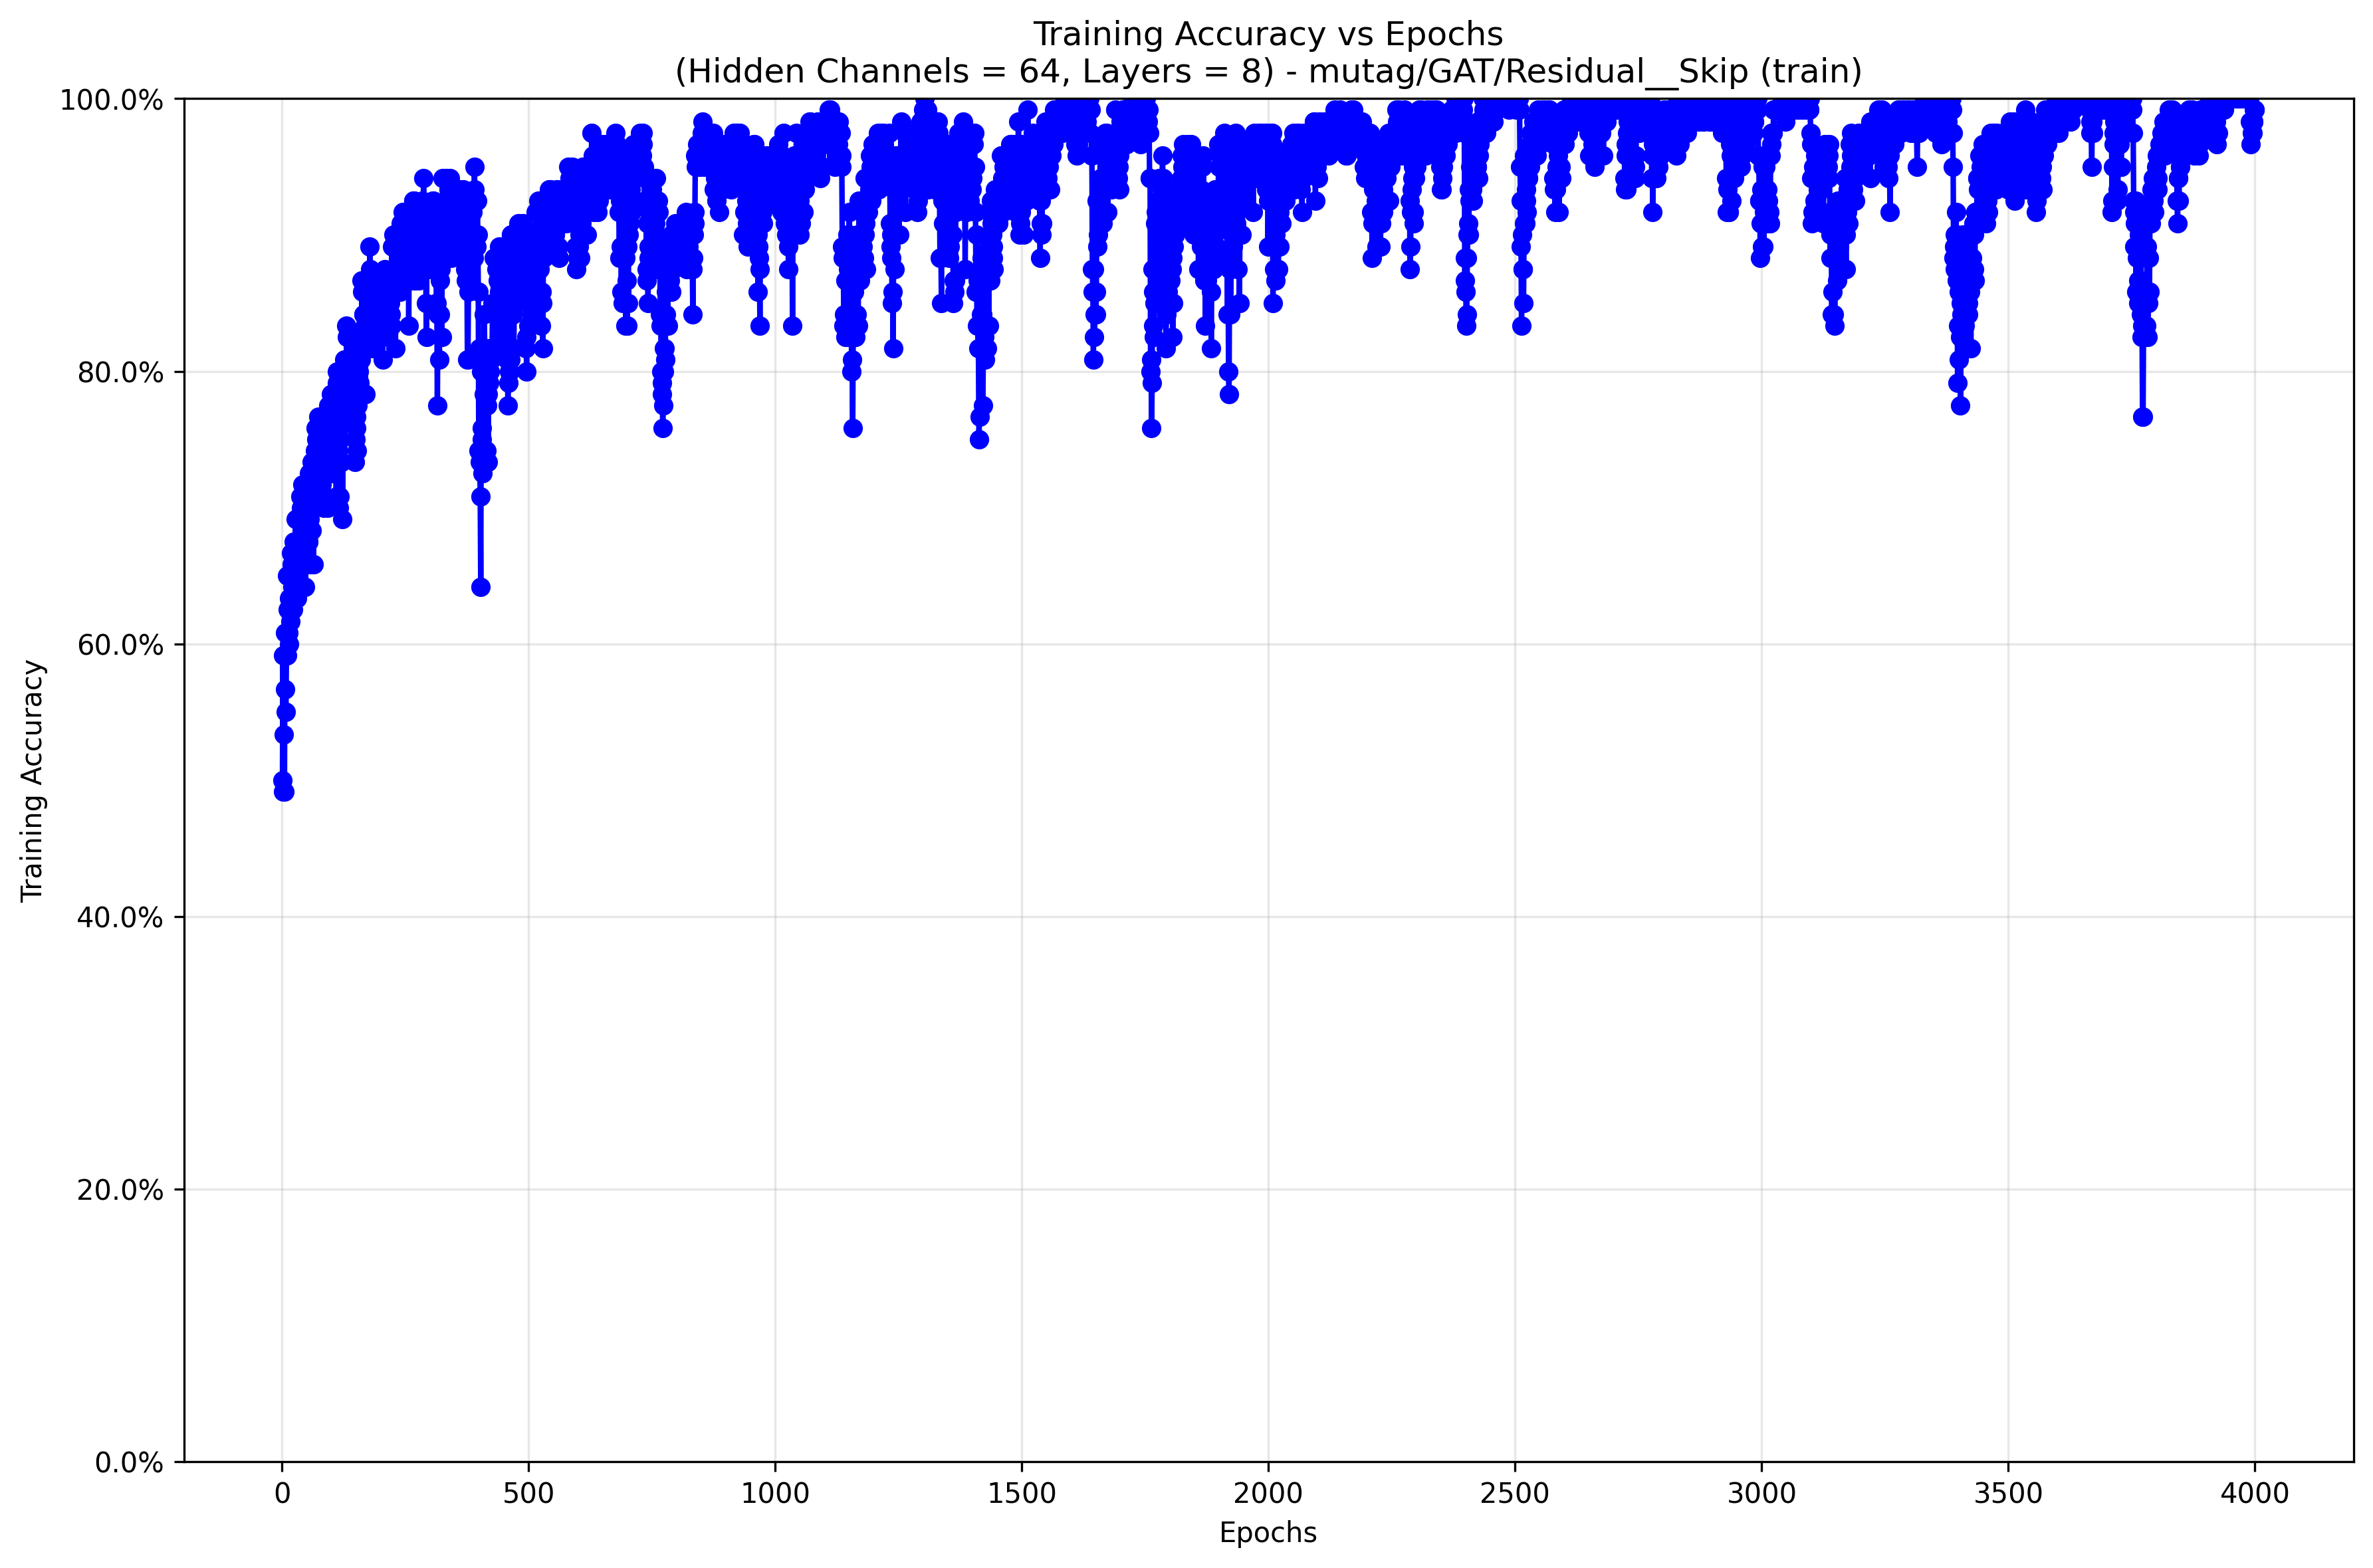 Training Accuracy vs Epochs
(Hidden Channels = 64, Layers = 8) - mutag/GAT/Residual__Skip (train)
100.0%
80.0%
60.0%
40.0%
20.0%
0.0%
Training Accuracy
0 500 1000 1500 2000 2500 3000 3500 4000
Epochs